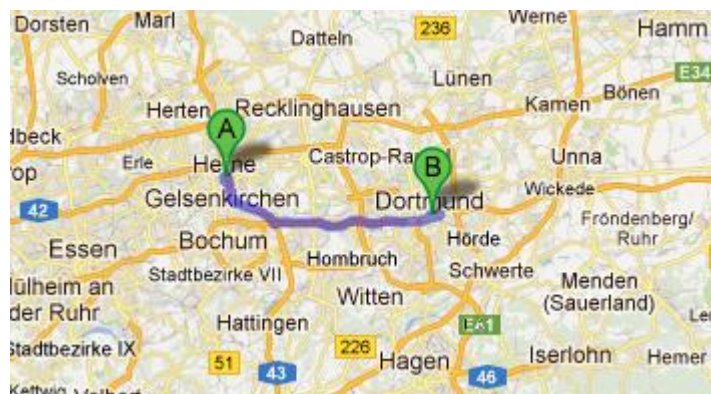 Dorsten
Marl
Datteln
236
Werne
Hamm
Scholven
Lünen
E34
Herten
Recklinghausen
Kamen
Bönen
A
Erle
Castrop-Ra
B
Unna
42
Gelsenkirchen
Dortmund
Wickede
Essen
Bochum
Hörde
Fröndenberg/
Ruhr
Stadtbezirke VII
Hombruch
Schwerte
Menden
(Sauerland)
der Ruhr
Witten
Hattingen
226
51
43
Hagen
46
Iserlohn
Hemer